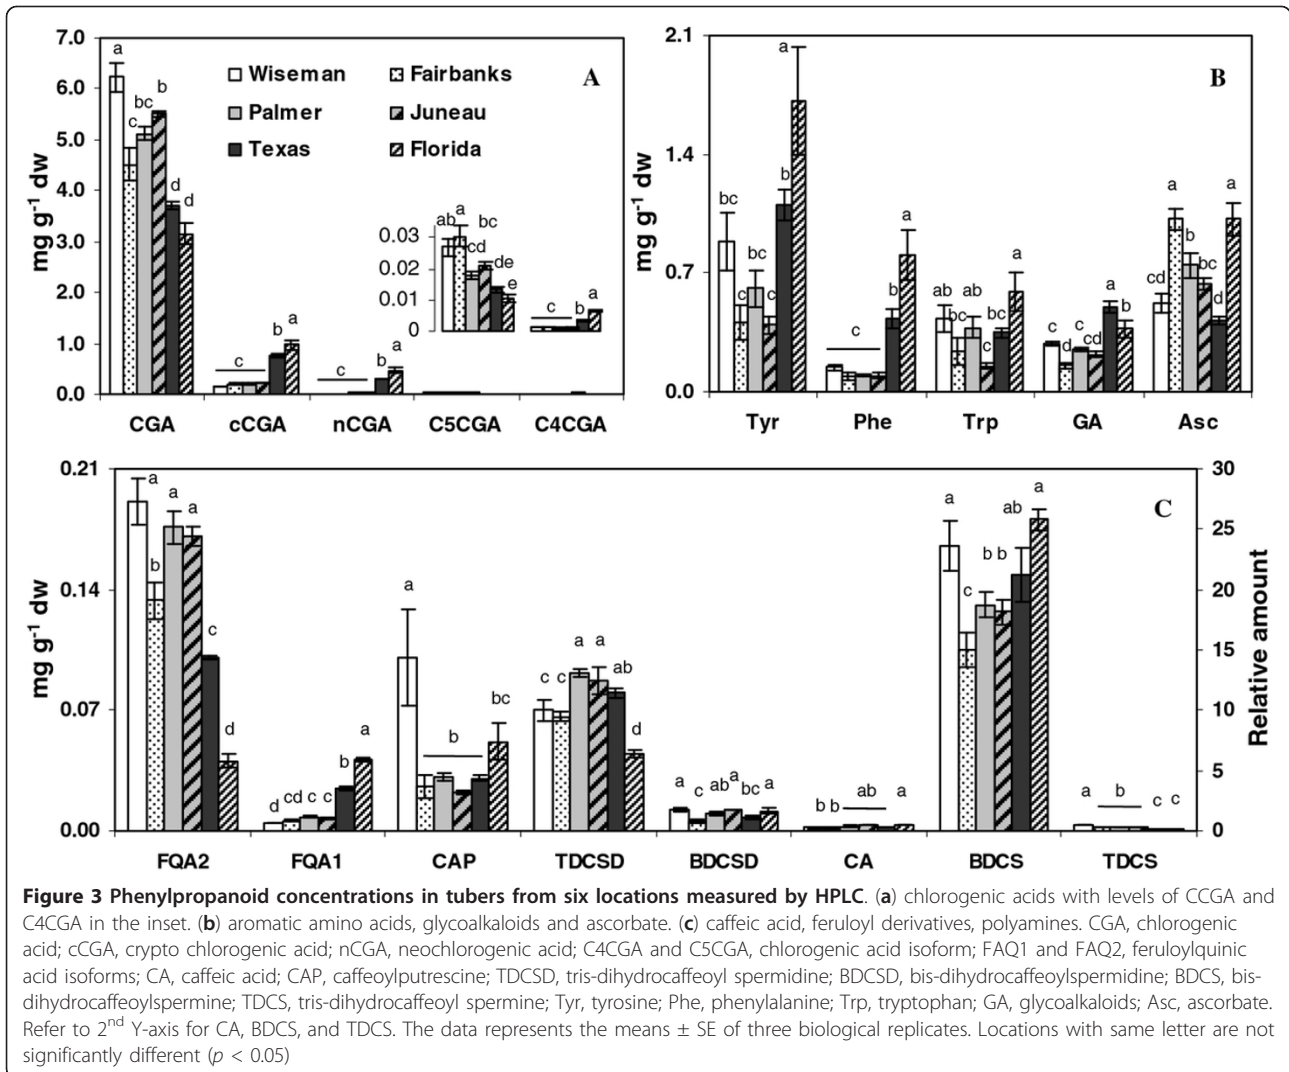 7.0
6.0
5.0
4.0
3.0
2.0
1.0
0.0
mg g-1 dw
Wiseman
Fairbanks
Palmer
Juneau
Texas
Florida
A
a
c
bc
b
d
d
c
b
a
c
b
a
0.03
0.02
0.01
0
ab
a
cd
bc
de
e
c
b
a
CGA
cCGA
nCGA
C5CGA
C4CGA
2.1
1.4
0.7
0.0
mg g-1 dw
B
bc
c
bc
c
b
a
c
b
a
ab
bc
ab
c
bc
a
c
d
c
cd
a
b
cd
a
b
bc
d
a
Tyr
Phe
Trp
GA
Asc
0.21
0.14
0.07
0.00
mg g-1 dw
C
30
25
20
15
10
5
0
Relative amount
a
b
a
a
c
d
d
cd
c
c
b
a
a
b
bc
c
c
a
a
ab
d
a
c
ab
a
bc
a
b
b
ab
a
a
c
b
b
ab
a
a
b
c
c
FQA2
FQA1
CAP
TDCSD
BDCSD
CA
BDCS
TDCS
Figure 3 Phenylpropanoid concentrations in tubers from six locations measured by HPLC. (a) chlorogenic acids with levels of CCGA and
C4CGA in the inset. (b) aromatic amino acids, glycoalkaloids and ascorbate. (c) caffeic acid, feruloyl derivatives, polyamines. CGA, chlorogenic
acid; cCGA, crypto chlorogenic acid; nCGA, neochlorogenic acid; C4CGA and C5CGA, chlorogenic acid isoform; FAQ1 and FAQ2, feruloylquinic
acid isoforms; CA, caffeic acid; CAP, caffeoylputrescine; TDCSD, tris-dihydrocaffeoyl spermidine; BDCSD, bis-dihydrocaffeoylspermidine; BDCS, bis-
dihydrocaffeoylspermine; TDCS, tris-dihydrocaffeoyl spermine; Tyr, tyrosine; Phe, phenylalanine; Trp, tryptophan; GA, glycoalkaloids; Asc, ascorbate.
Refer to 2nd Y-axis for CA, BDCS, and TDCS. The data represents the means ± SE of three biological replicates. Locations with same letter are not
significantly different (p < 0.05)